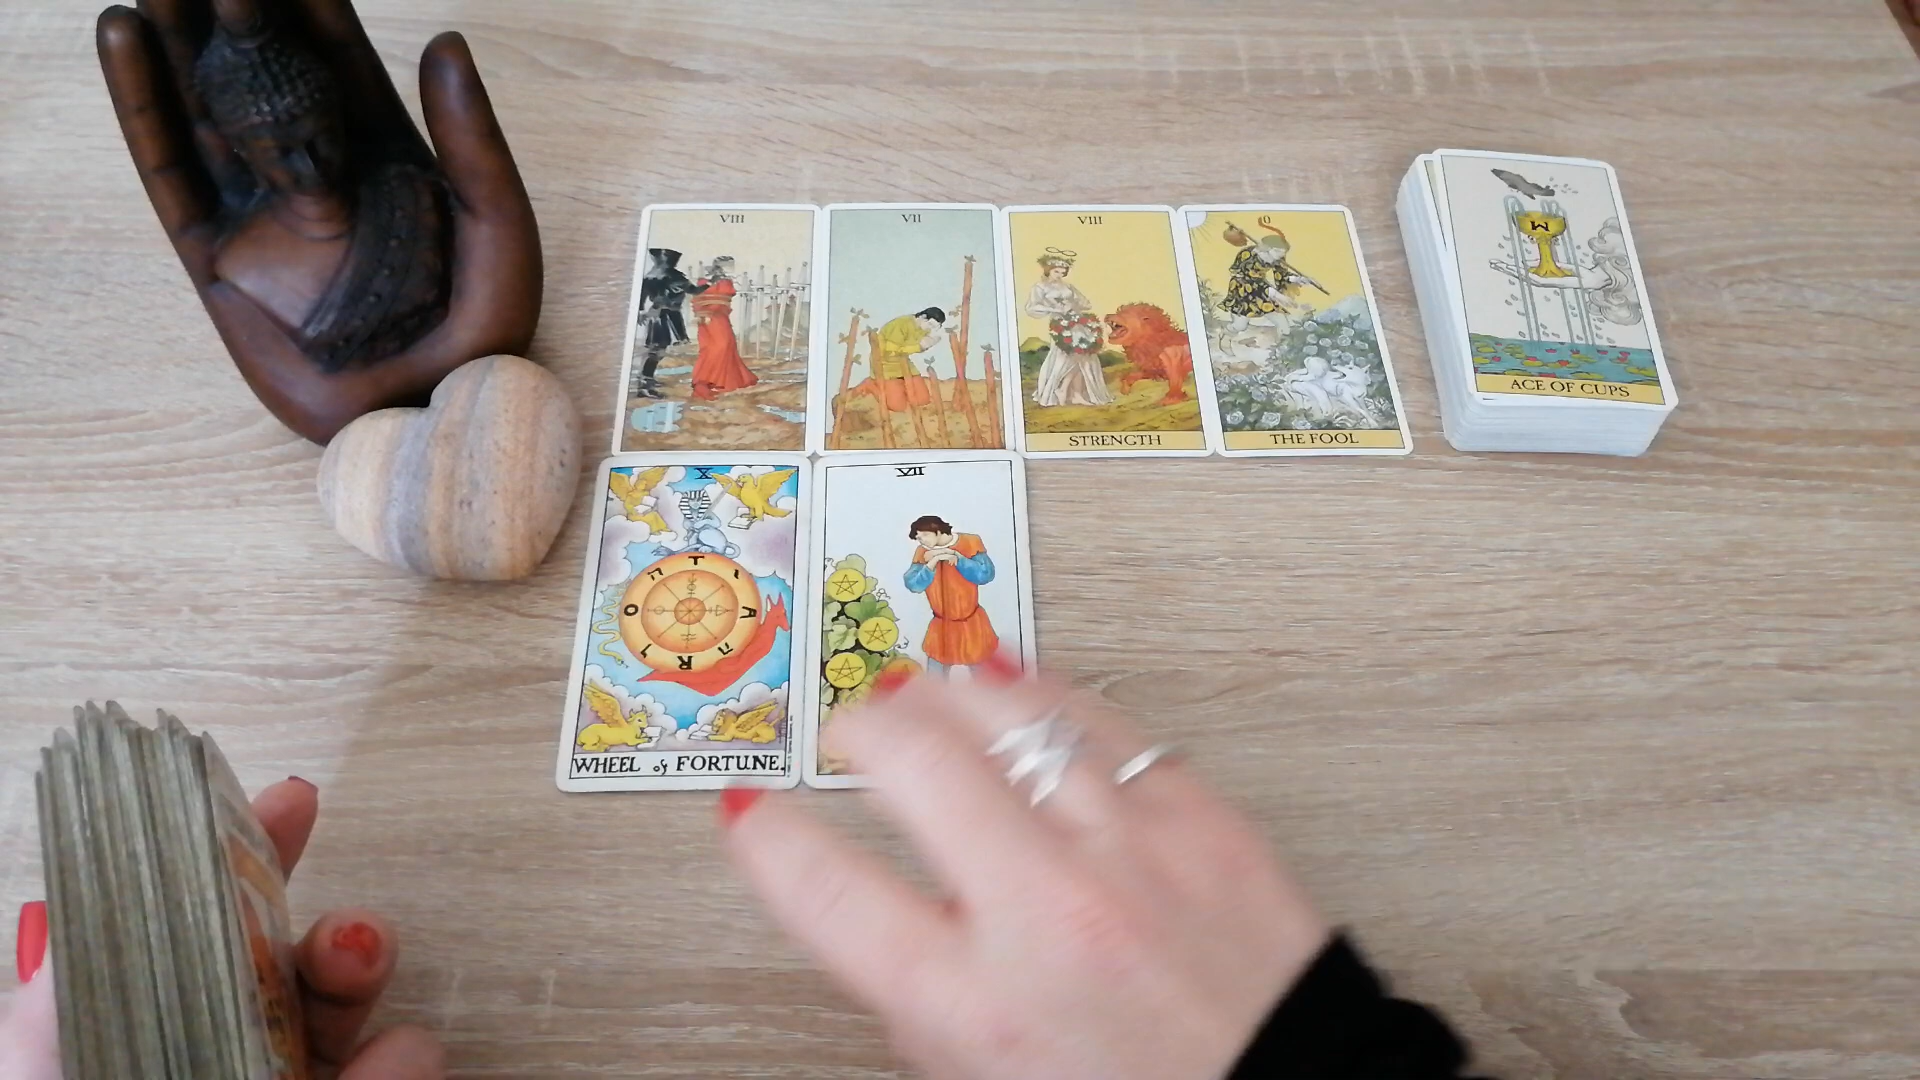 VIII
VII
VIII
STRENGTH
0
THE FOOL
ACE OF CUPS
X
WHEEL of FORTUNE.
VII